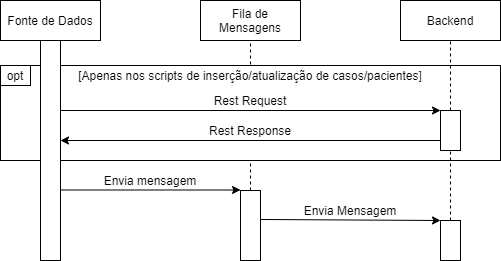 Fonte de Dados
Fila de
Mensagens
Backend
opt
[Apenas nos scripts de inserção/atualização de casos/pacientes]
Rest Request
Rest Response
Envia mensagem
Envia Mensagem